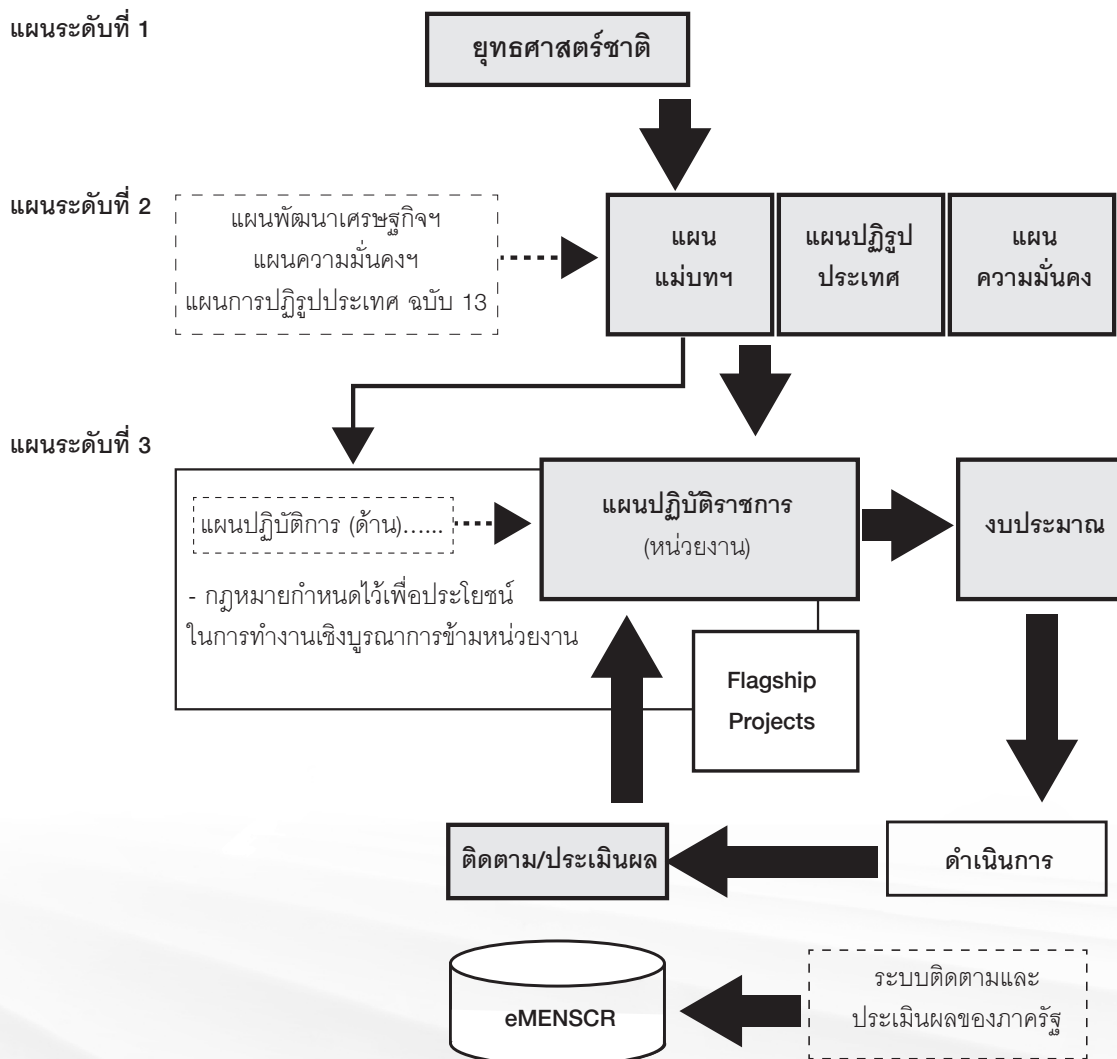 แผนระดับที่ 1
ยุทธศาสตร์ชาติ
แผนระดับที่ 2
แผนพัฒนาเศรษฐกิจฯ
แผนความมั่นคงฯ
แผนการปฏิรูปประเทศ ฉบับ 13
แผน
แม่บทฯ
แผนปฏิรูป
ประเทศ
แผน
ความมั่นคง
แผนระดับที่ 3
แผนปฏิบัติการ (ด้าน)......
- กฎหมายกำหนดไว้เพื่อประโยชน์
ในการทำงานเชิงบูรณาการข้ามหน่วยงาน
แผนปฏิบัติราชการ
(หน่วยงาน)
งบประมาณ
Flagship
Projects
ติดตาม/ประเมินผล
ดำเนินการ
eMENSCR
ระบบติดตามและ
ประเมินผลของภาครัฐ